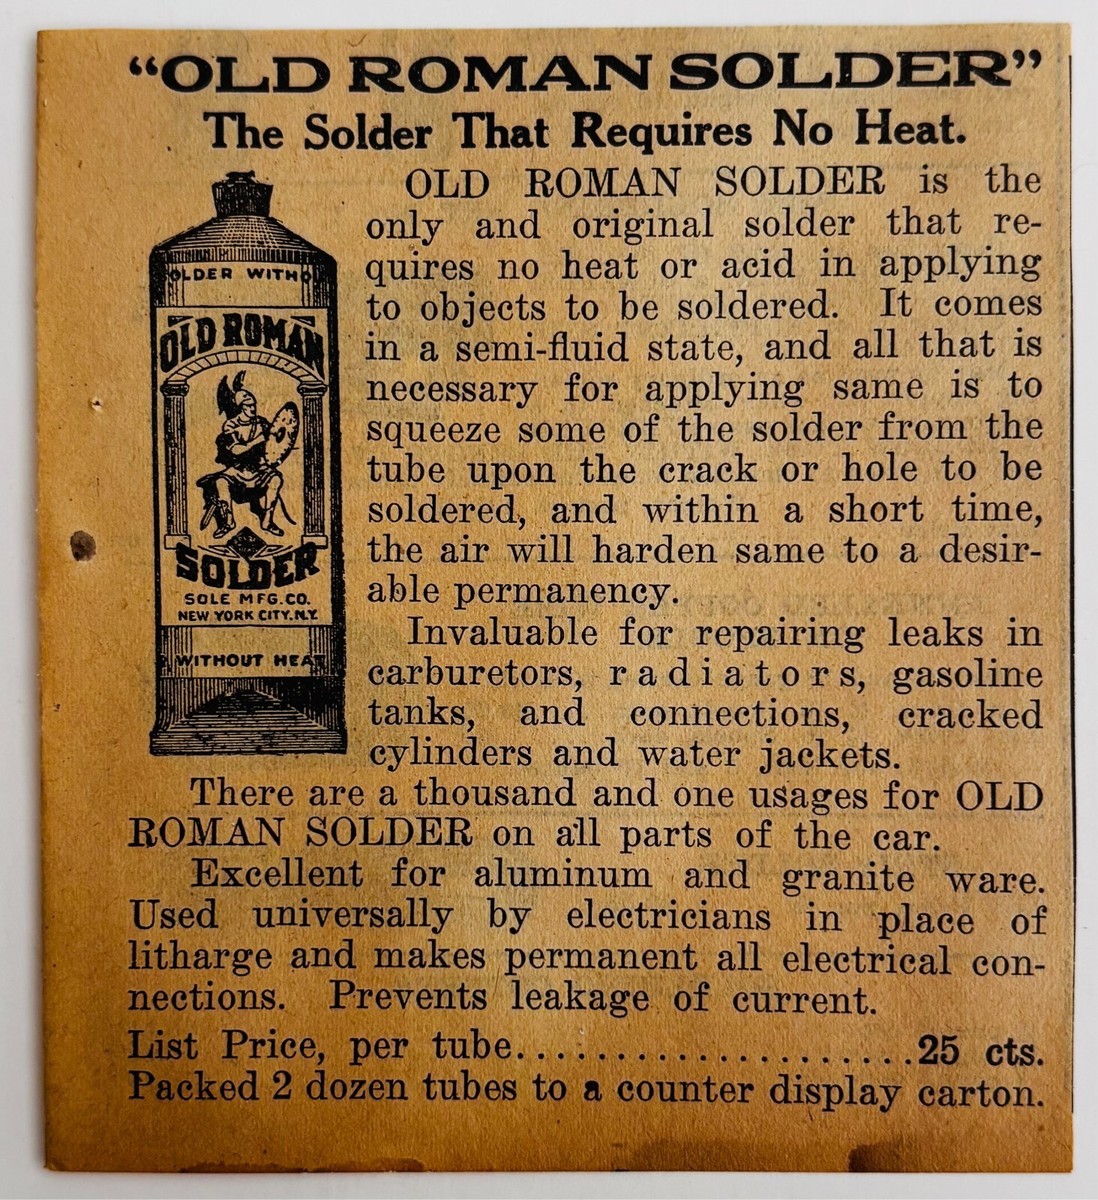 “OLD ROMAN SOLDER”
The Solder That Requires No Heat.
OLDER WITHO
OLD ROMAN
SOLDER
SOLE MFG. CO.
NEW YORK CITY. N.Y.
WITHOUT HEAT
OLD ROMAN SOLDER is the
only and original solder that re-
quires no heat or acid in applying
to objects to be soldered. It comes
in a semi-fluid state, and all that is
necessary for applying same is to
squeeze some of the solder from the
tube upon the crack or hole to be
soldered, and within a short time,
the air will harden same to a desir-
able permanency.
Invaluable for repairing leaks in
carburetors, radiators, gasoline
tanks, and connections, cracked
cylinders and water jackets.
There are a thousand and one usages for OLD
ROMAN SOLDER on all parts of the car.
Excellent for aluminum and granite ware.
Used universally by electricians in place of
litharge and makes permanent all electrical con-
nections. Prevents leakage of current.
List Price, per tube....................25 cts.
Packed 2 dozen tubes to a counter display carton.